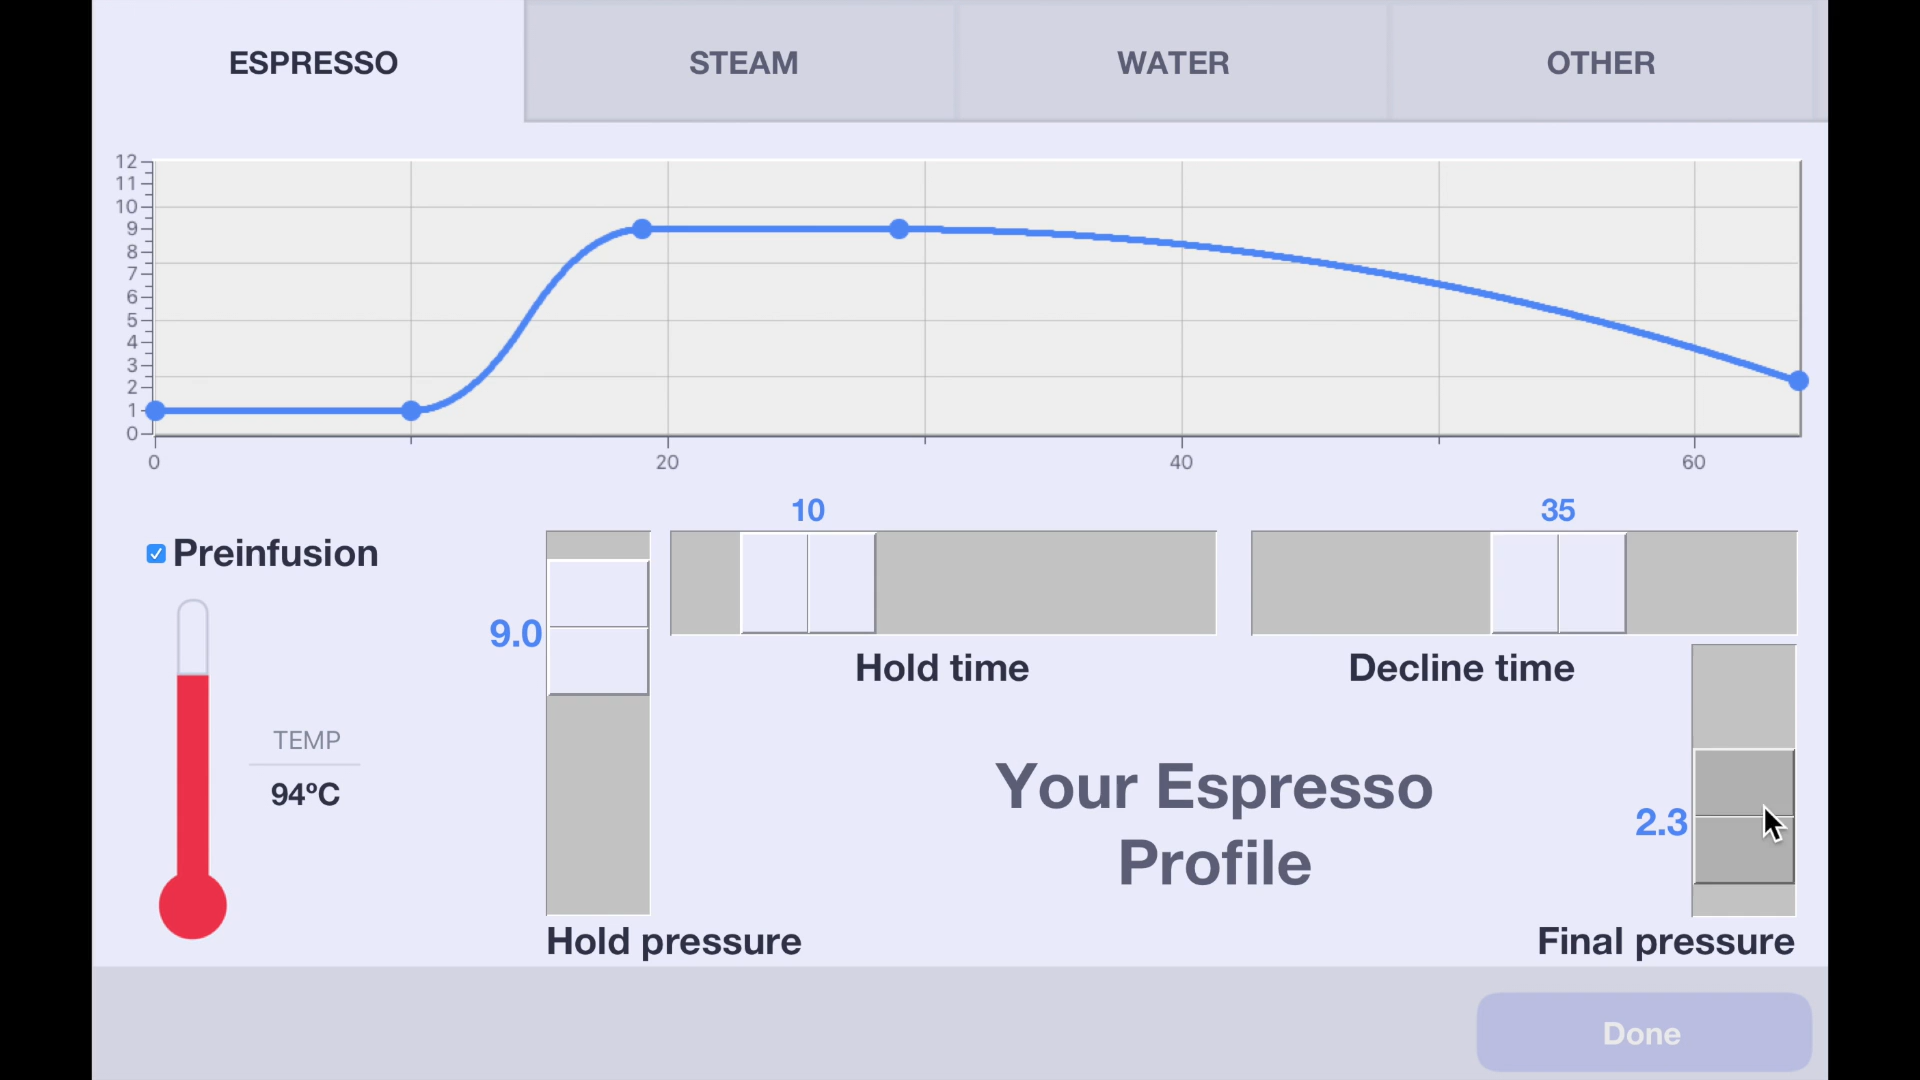 ESPRESSO STEAM WATER OTHER
12
11
10
9
8
7
6
5
4
3
2
1
0
0 20 40 60
10 35
Preinfusion
9.0
Hold time Decline time
TEMP
94ºC
Your Espresso
Profile
2.3
Hold pressure Final pressure
Done